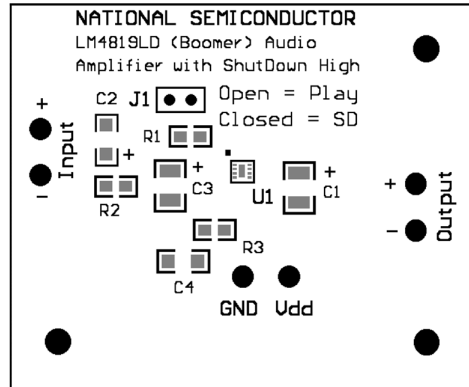 NATIONAL SEMICONDUCTOR
LM4819LD (Boomer) Audio
Amplifier with ShutDown High
C2 J1 Open = Play
Closed = SD
+
Input
-
R1
+
R2
+
C3
U1
+
C1
+
Output
-
R3
C4
GND Vdd